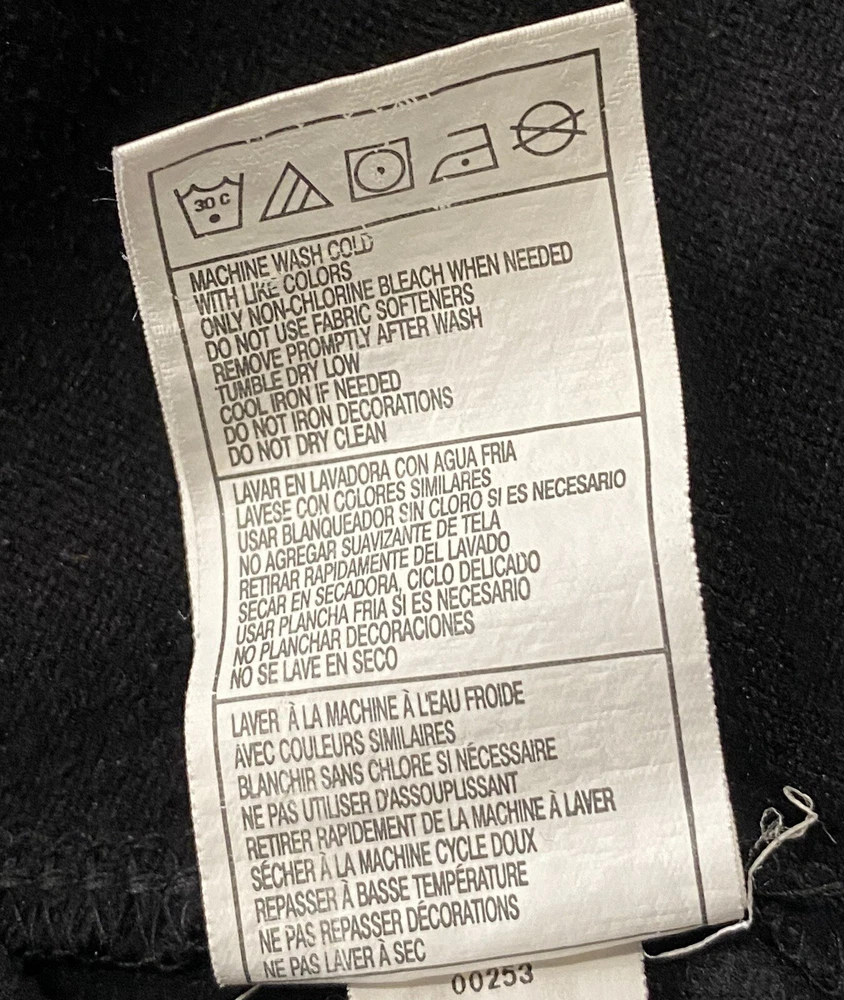 30 C
MACHINE WASH COLD
WITH LIKE COLORS
ONLY NON-CHLORINE BLEACH WHEN NEEDED
DO NOT USE FABRIC SOFTENERS
REMOVE PROMPTLY AFTER WASH
TUMBLE DRY LOW
COOL IRON IF NEEDED
DO NOT IRON DECORATIONS
DO NOT DRY CLEAN
LAVAR EN LAVADORA CON AGUA FRIA
LAVESE CON COLORES SIMILARES
USAR BLANQUEADOR SIN CLORO SI ES NECESARIO
NO AGREGAR SUAVIZANTE DE TELA
RETIRAR RAPIDAMENTE DEL LAVADO
SECAR EN SECADORA, CICLO DELICADO
USAR PLANCHA FRIA SI ES NECESARIO
NO PLANCHAR DECORACIONES
NO SE LAVE EN SECO
LAVER À LA MACHINE À L'EAU FROIDE
AVEC COULEURS SIMILAIRES
BLANCHIR SANS CHLORE SI NÉCESSAIRE
NE PAS UTILISER D'ASSOUPLISSANT
RETIRER RAPIDEMENT DE LA MACHINE À LAVER
SÉCHER À LA MACHINE CYCLE DOUX
REPASSER À BASSE TEMPÉRATURE
NE PAS REPASSER DÉCORATIONS
NE PAS LAVER À SEC
00253